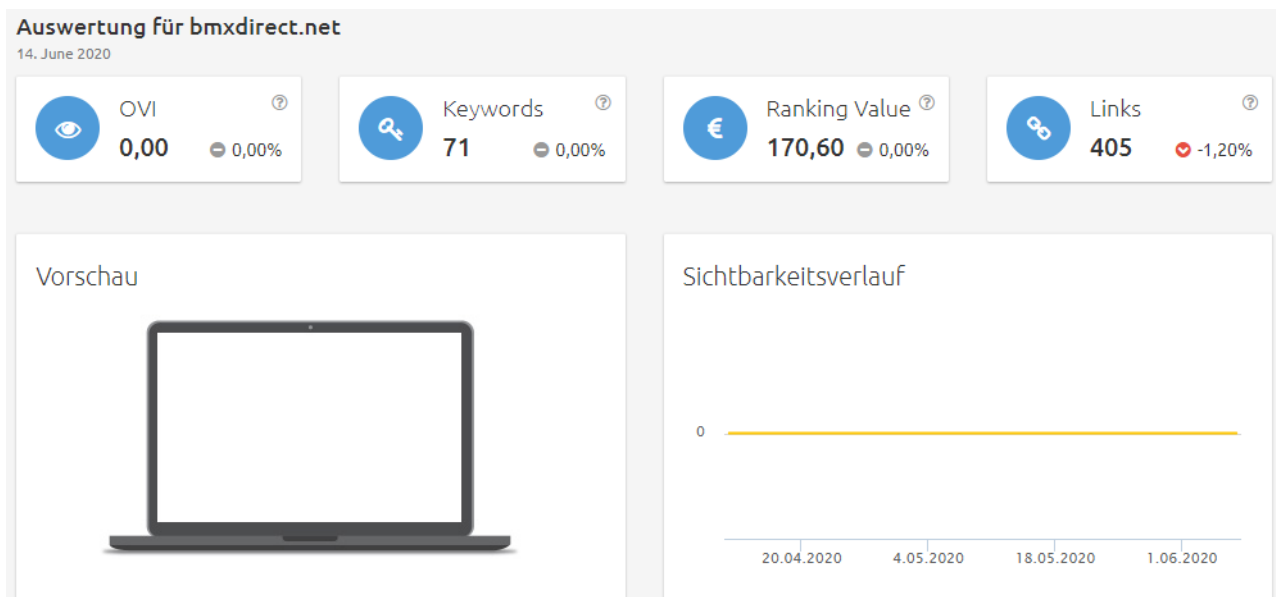 Auswertung für bmxdirect.net
14. June 2020
OVI
0,00 0,00%
Keywords
71 0,00%
Ranking Value
€
170,60 0,00%
Links
405 -1,20%
Vorschau
Sichtbarkeitsverlauf
0
20.04.2020 4.05.2020 18.05.2020 1.06.2020